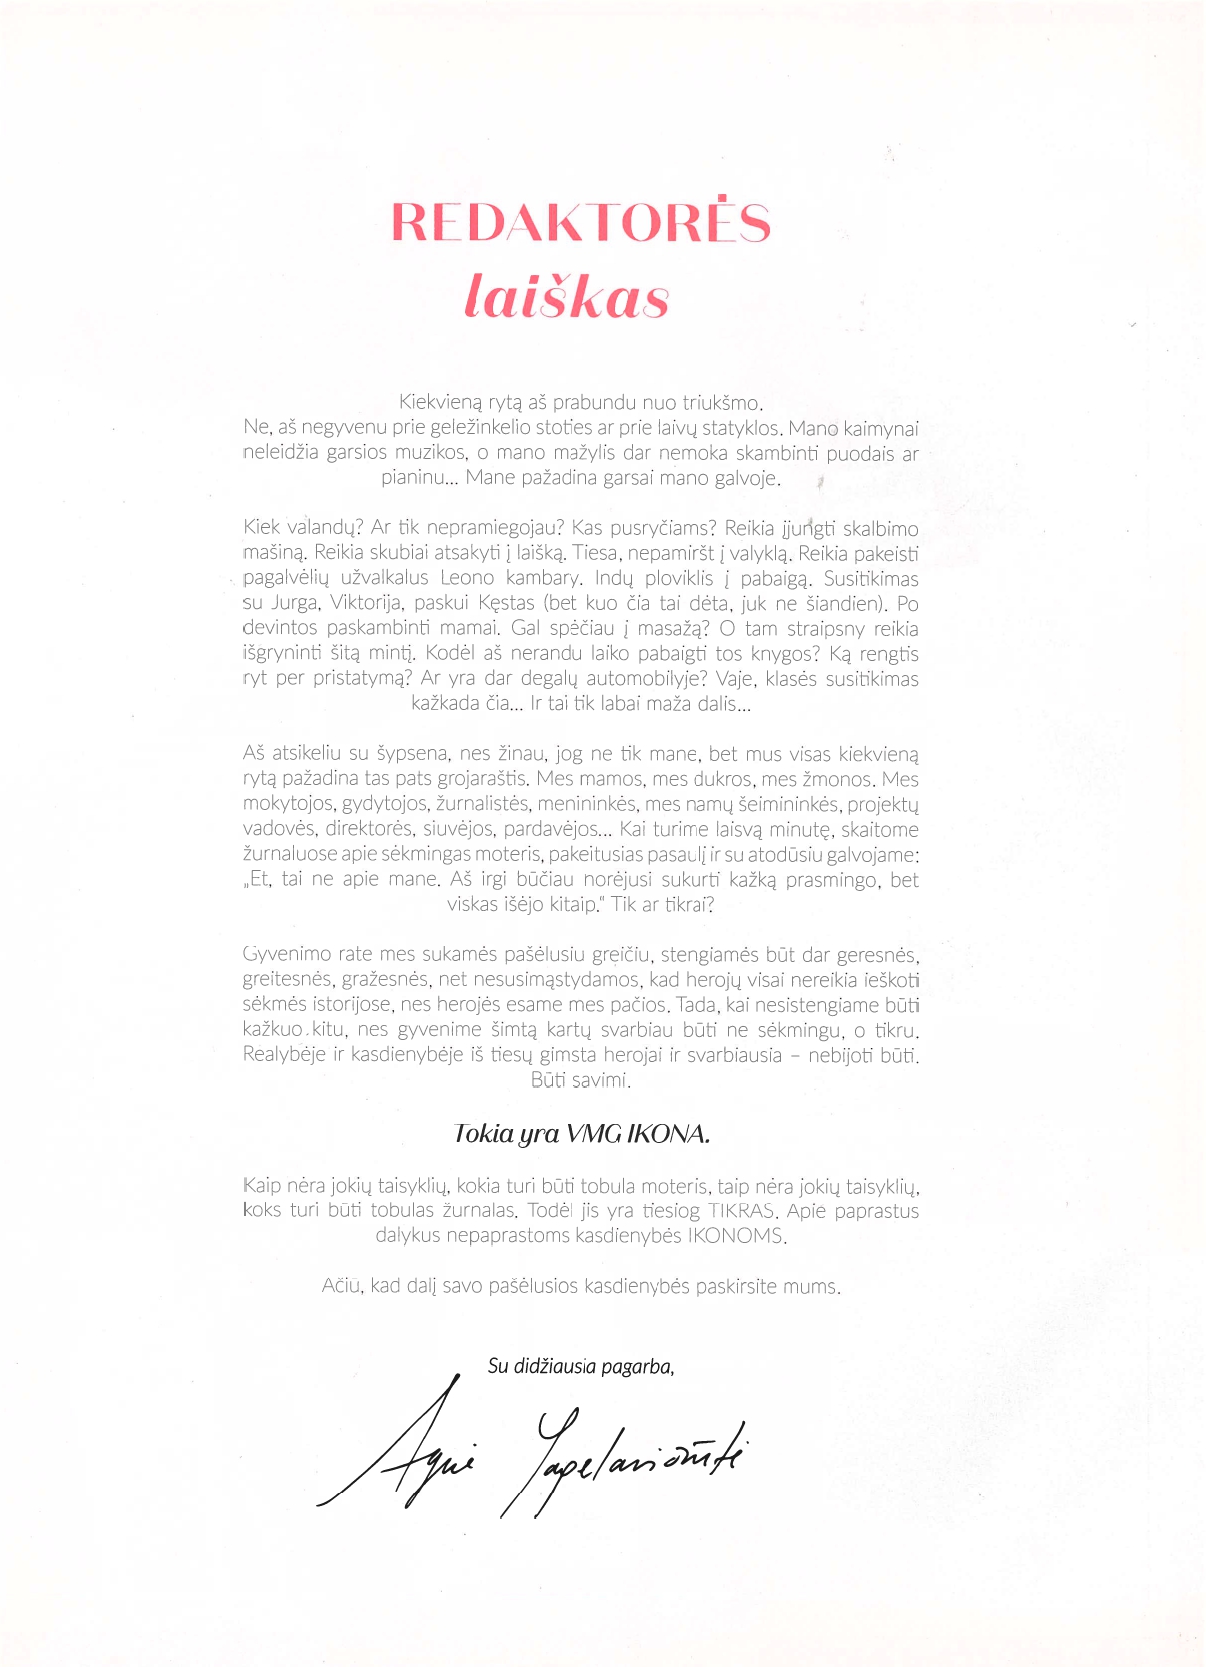 REDAKTORĖS
laiškas
Kiekvieną rytą aš prabundu nuo triukšmo.
Ne, aš negyvenu prie geležinkelio stoties ar prie laivų statyklos. Mano kaimynai
neleidžia garsios muzikos, o mano mažylis dar nemoka skambinti puodais ar
pianinu... Mane pažadina garsai mano galvoje.
Kiek valandų? Ar tik nepramiegojau? Kas pusryčiams? Reikia įjungti skalbimo
mašiną. Reikia skubiai atsakyti į laišką. Tiesa, nepamiršt į valyklą. Reikia pakeisti
pagalvėlių užvalkalus Leono kambary. Indų ploviklis į pabaigą. Susitikimas
su Jurga, Viktorija, paskui Kęstas (bet kuo čia tai dėta, juk ne šiandien). Po
devintos paskambinti mamai. Gal spėčiau į masažą? O tam straipsny reikia
išgryninti šitą mintį. Kodėl aš nerandu laiko pabaigti tos knygos? Ką rengtis
ryt per pristatymą? Ar yra dar degalų automobilyje? Vaje, klasės susitikimas
kažkada čia... Ir tai tik labai maža dalis...
Aš atsikeliu su šypsena, nes žinau, jog ne tik mane, bet mus visas kiekvieną
rytą pažadina tas pats grojaraštis. Mes mamos, mes dukros, mes žmonos. Mes
mokytojos, gydytojos, žurnalistės, menininkės, mes namų šeimininkės, projektų
vadovės, direktorės, siuvėjos, pardavėjos... Kai turime laisvą minutę, skaitome
žurnaluose apie sėkmingas moteris, pakeitusias pasaulį ir su atodūsiu galvojame:
„Et, tai ne apie mane. Aš irgi būčiau norėjusi sukurti kažką prasmingo, bet
viskas išėjo kitaip.“ Tik ar tikrai?
Gyvenimo rate mes sukamės pašėlusiu greičiu, stengiamės būt dar geresnės,
greitesnės, gražesnės, net nesusimąstydamos, kad herojų visai nereikia ieškoti
sėkmės istorijose, nes herojės esame mes pačios. Tada, kai nesistengiame būti
kažkuo kitu, nes gyvenime šimtą kartų svarbiau būti ne sėkmingu, o tikru.
Realybėje ir kasdienybėje iš tiesų gimsta herojai ir svarbiausia – nebijoti būti.
Būti savimi.
Tokia yra VMG IKONA.
Kaip nėra jokių taisyklių, kokia turi būti tobula moteris, taip nėra jokių taisyklių,
koks turi būti tobulas žurnalas. Todėl jis yra tiesiog TIKRAS. Apie paprastus
dalykus nepaprastoms kasdienybės IKONOMS.
Ačiu, kad dalį savo pašėlusios kasdienybės paskirsite mums.
Su didžiausia pagarba,
Agnė